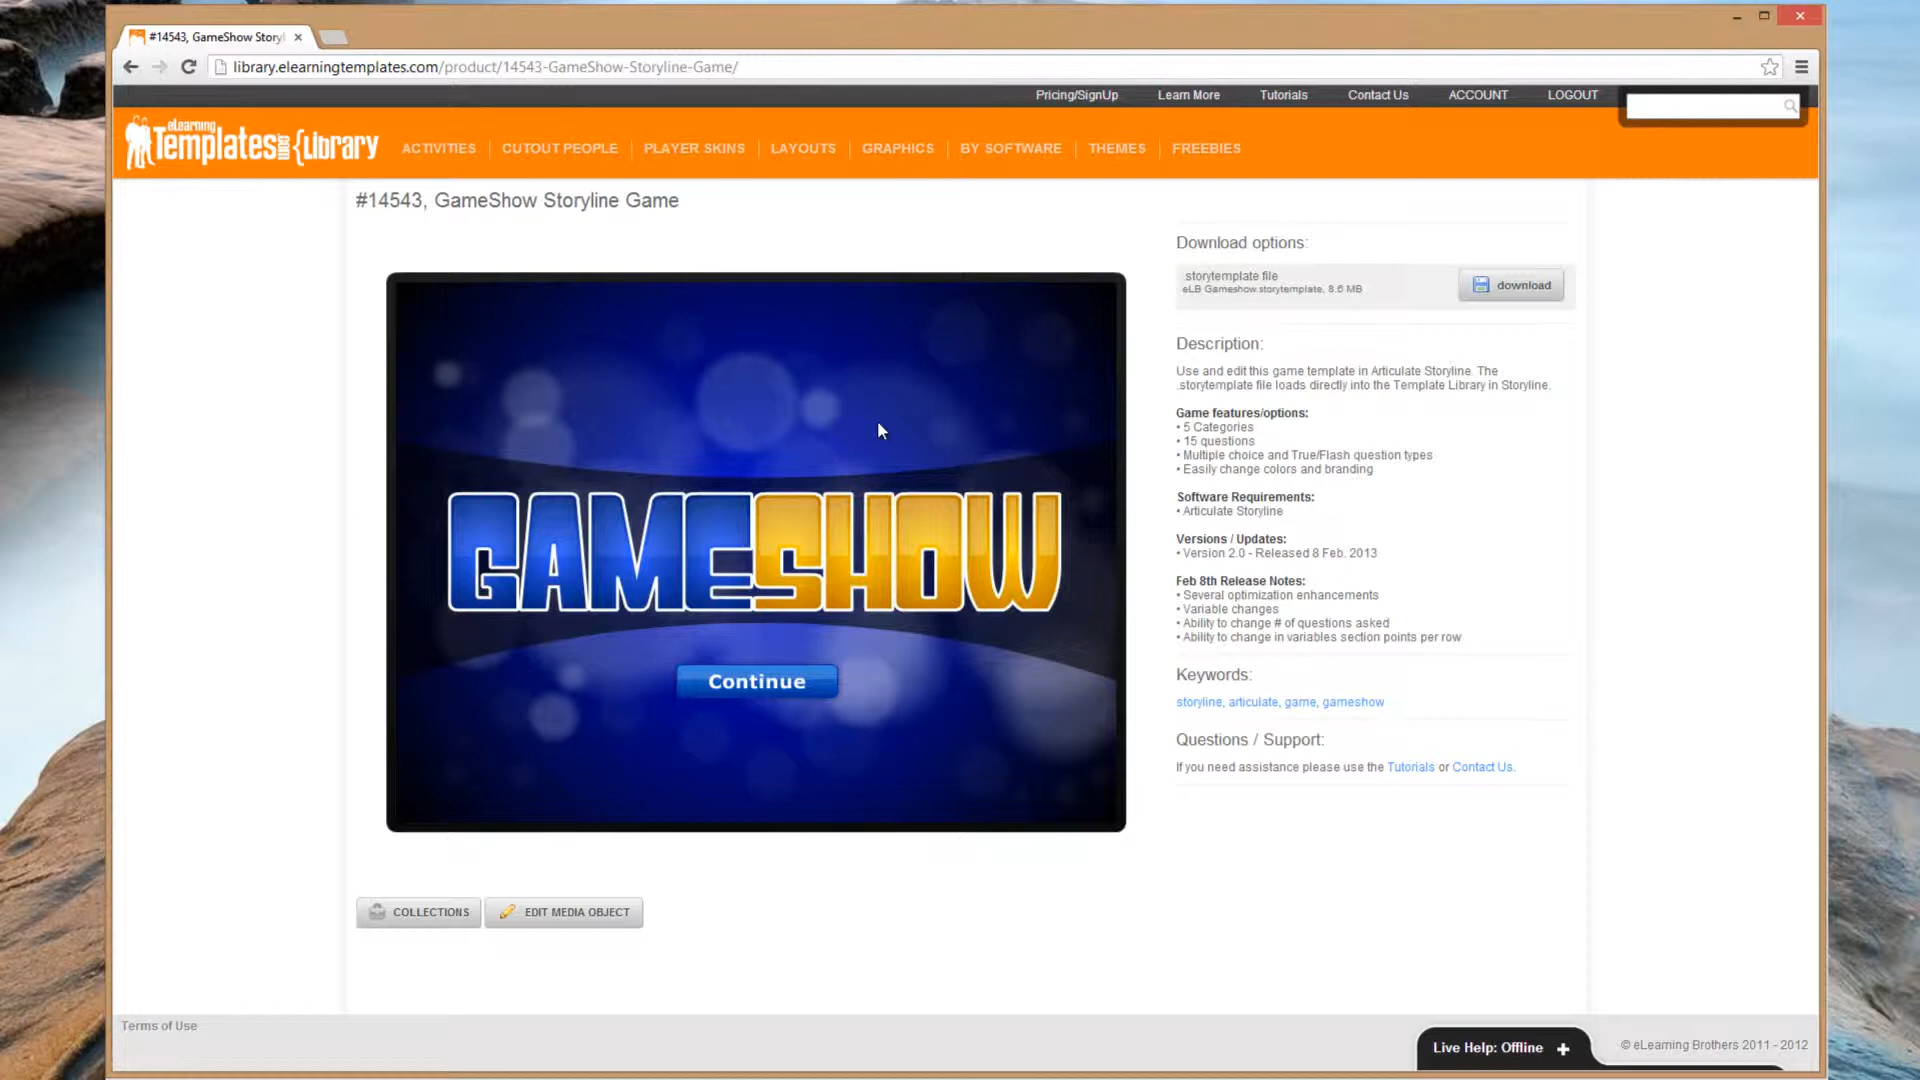 #14543, GameShow Storyl
library.elearningtemplates.com/product/14543-GameShow-Storyline-Game/
Pricing/SignUp Learn More Tutorials Contact Us ACCOUNT LOGOUT
eLearning
Templates {Library
ACTIVITIES CUTOUT PEOPLE PLAYER SKINS LAYOUTS GRAPHICS BY SOFTWARE THEMES FREEBIES
#14543, GameShow Storyline Game
GAMESHOW
Continue
COLLECTIONS EDIT MEDIA OBJECT
Download options:
.storytemplate file
eLB Gameshow.storytemplate, 8.6 MB
download
Description:
Use and edit this game template in Articulate Storyline. The
.storytemplate file loads directly into the Template Library in Storyline.
Game features/options:
• 5 Categories
• 15 questions
• Multiple choice and True/Flash question types
• Easily change colors and branding
Software Requirements:
• Articulate Storyline
Versions / Updates:
• Version 2.0 - Released 8 Feb. 2013
Feb 8th Release Notes:
• Several optimization enhancements
• Variable changes
• Ability to change # of questions asked
• Ability to change in variables section points per row
Keywords:
storyline, articulate, game, gameshow
Questions / Support:
If you need assistance please use the Tutorials or Contact Us.
Terms of Use
Live Help: Offline +
© eLearning Brothers 2011 - 2012